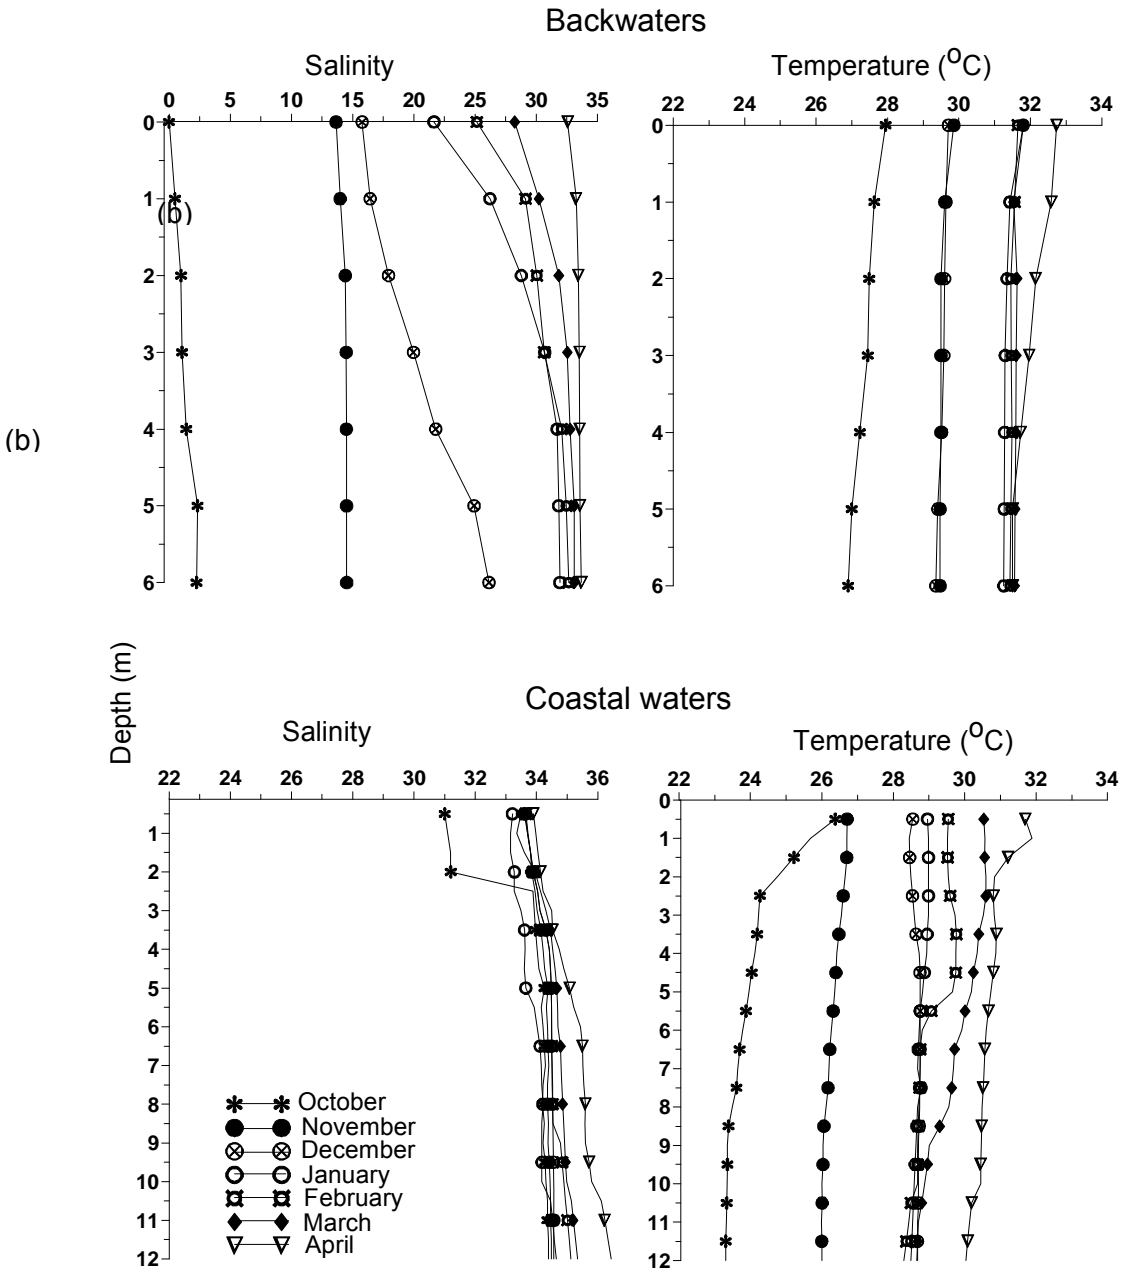 Backwaters
Salinity
Temperature (OC)
0 5 10 15 20 25 30 35
22 24 26 28 30 32 34
0
1
2
3
4
5
6
(b)
0
1
2
3
4
5
6
(b)
Depth (m)
Coastal waters
Salinity
Temperature (OC)
22 24 26 28 30 32 34 36
22 24 26 28 30 32 34
1
2
3
4
5
6
7
8
9
10
11
12
0
1
2
3
4
5
6
7
8
9
10
11
12
October
November
December
January
February
March
April